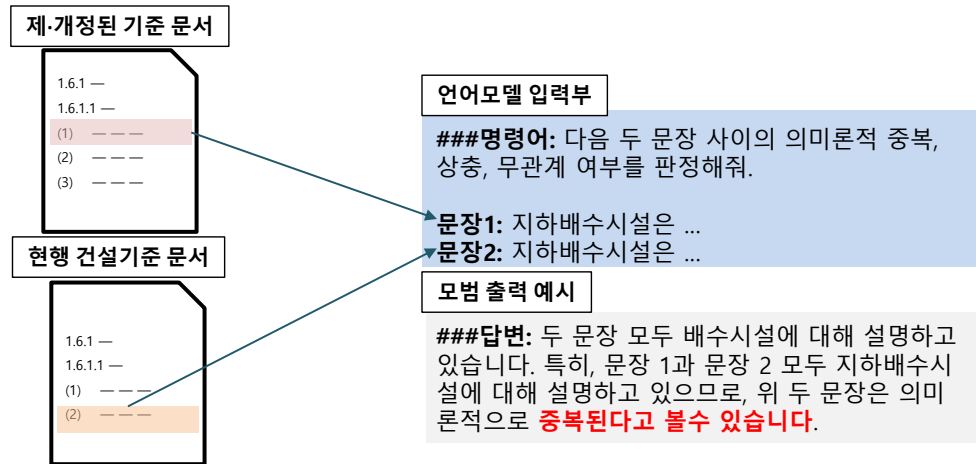 제·개정된 기준 문서
1.6.1 —
1.6.1.1 —
(1) — — —
(2) — — —
(3) — — —
현행 건설기준 문서
1.6.1 —
1.6.1.1 —
(1) — — —
(2) — — —
언어모델 입력부
###명령어: 다음 두 문장 사이의 의미론적 중복,
상충, 무관계 여부를 판정해줘.
문장1: 지하배수시설은 ...
문장2: 지하배수시설은 ...
모범 출력 예시
###답변: 두 문장 모두 배수시설에 대해 설명하고
있습니다. 특히, 문장 1과 문장 2 모두 지하배수시
설에 대해 설명하고 있으므로, 위 두 문장은 의미
론적으로 중복된다고 볼수 있습니다.